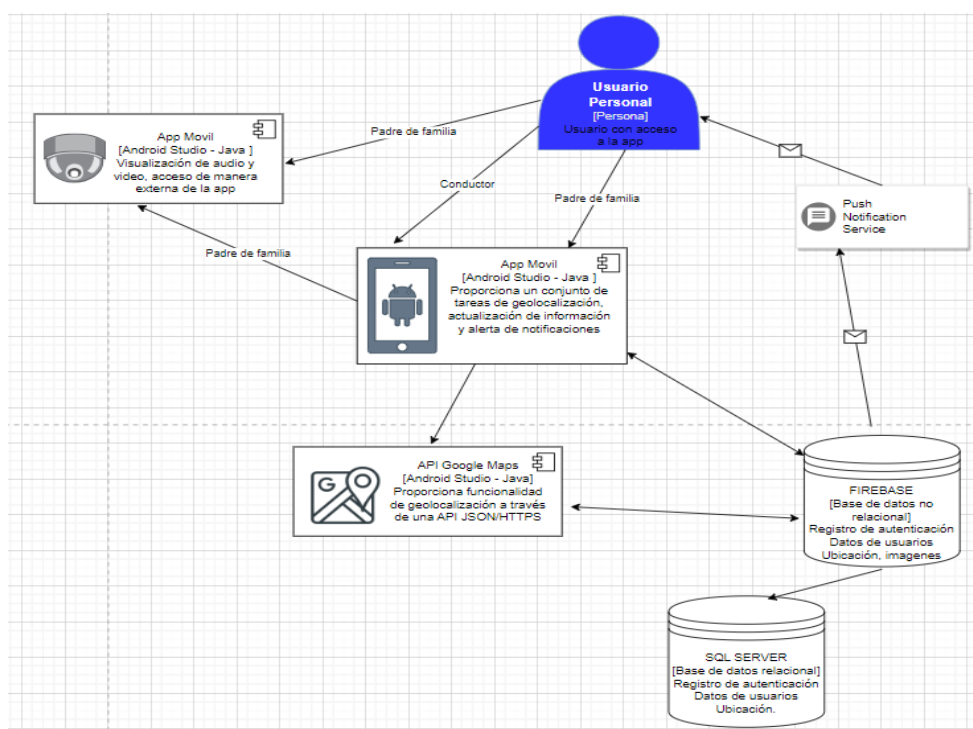 Usuario
Personal
[Persona]
Usuario con acceso
a la app
App Movil
[Android Studio - Java ]
Visualización de audio y
video, acceso de manera
externa de la app
Padre de familia
Conductor
Padre de familia
Padre de familia
Push
Notification
Service
App Movil
[Android Studio - Java ]
Proporciona un conjunto de
tareas de geolocalización,
actualización de información
y alerta de notificaciones
API Google Maps
[Android Studio - Java]
Proporciona funcionalidad
de geolocalización a través
de una API JSON/HTTPS
G
FIREBASE
[Base de datos no
relacional]
Registro de autenticación
Datos de usuarios
Ubicación, imagenes
SQL SERVER
[Base de datos relacional]
Registro de autenticación
Datos de usuarios
Ubicación.